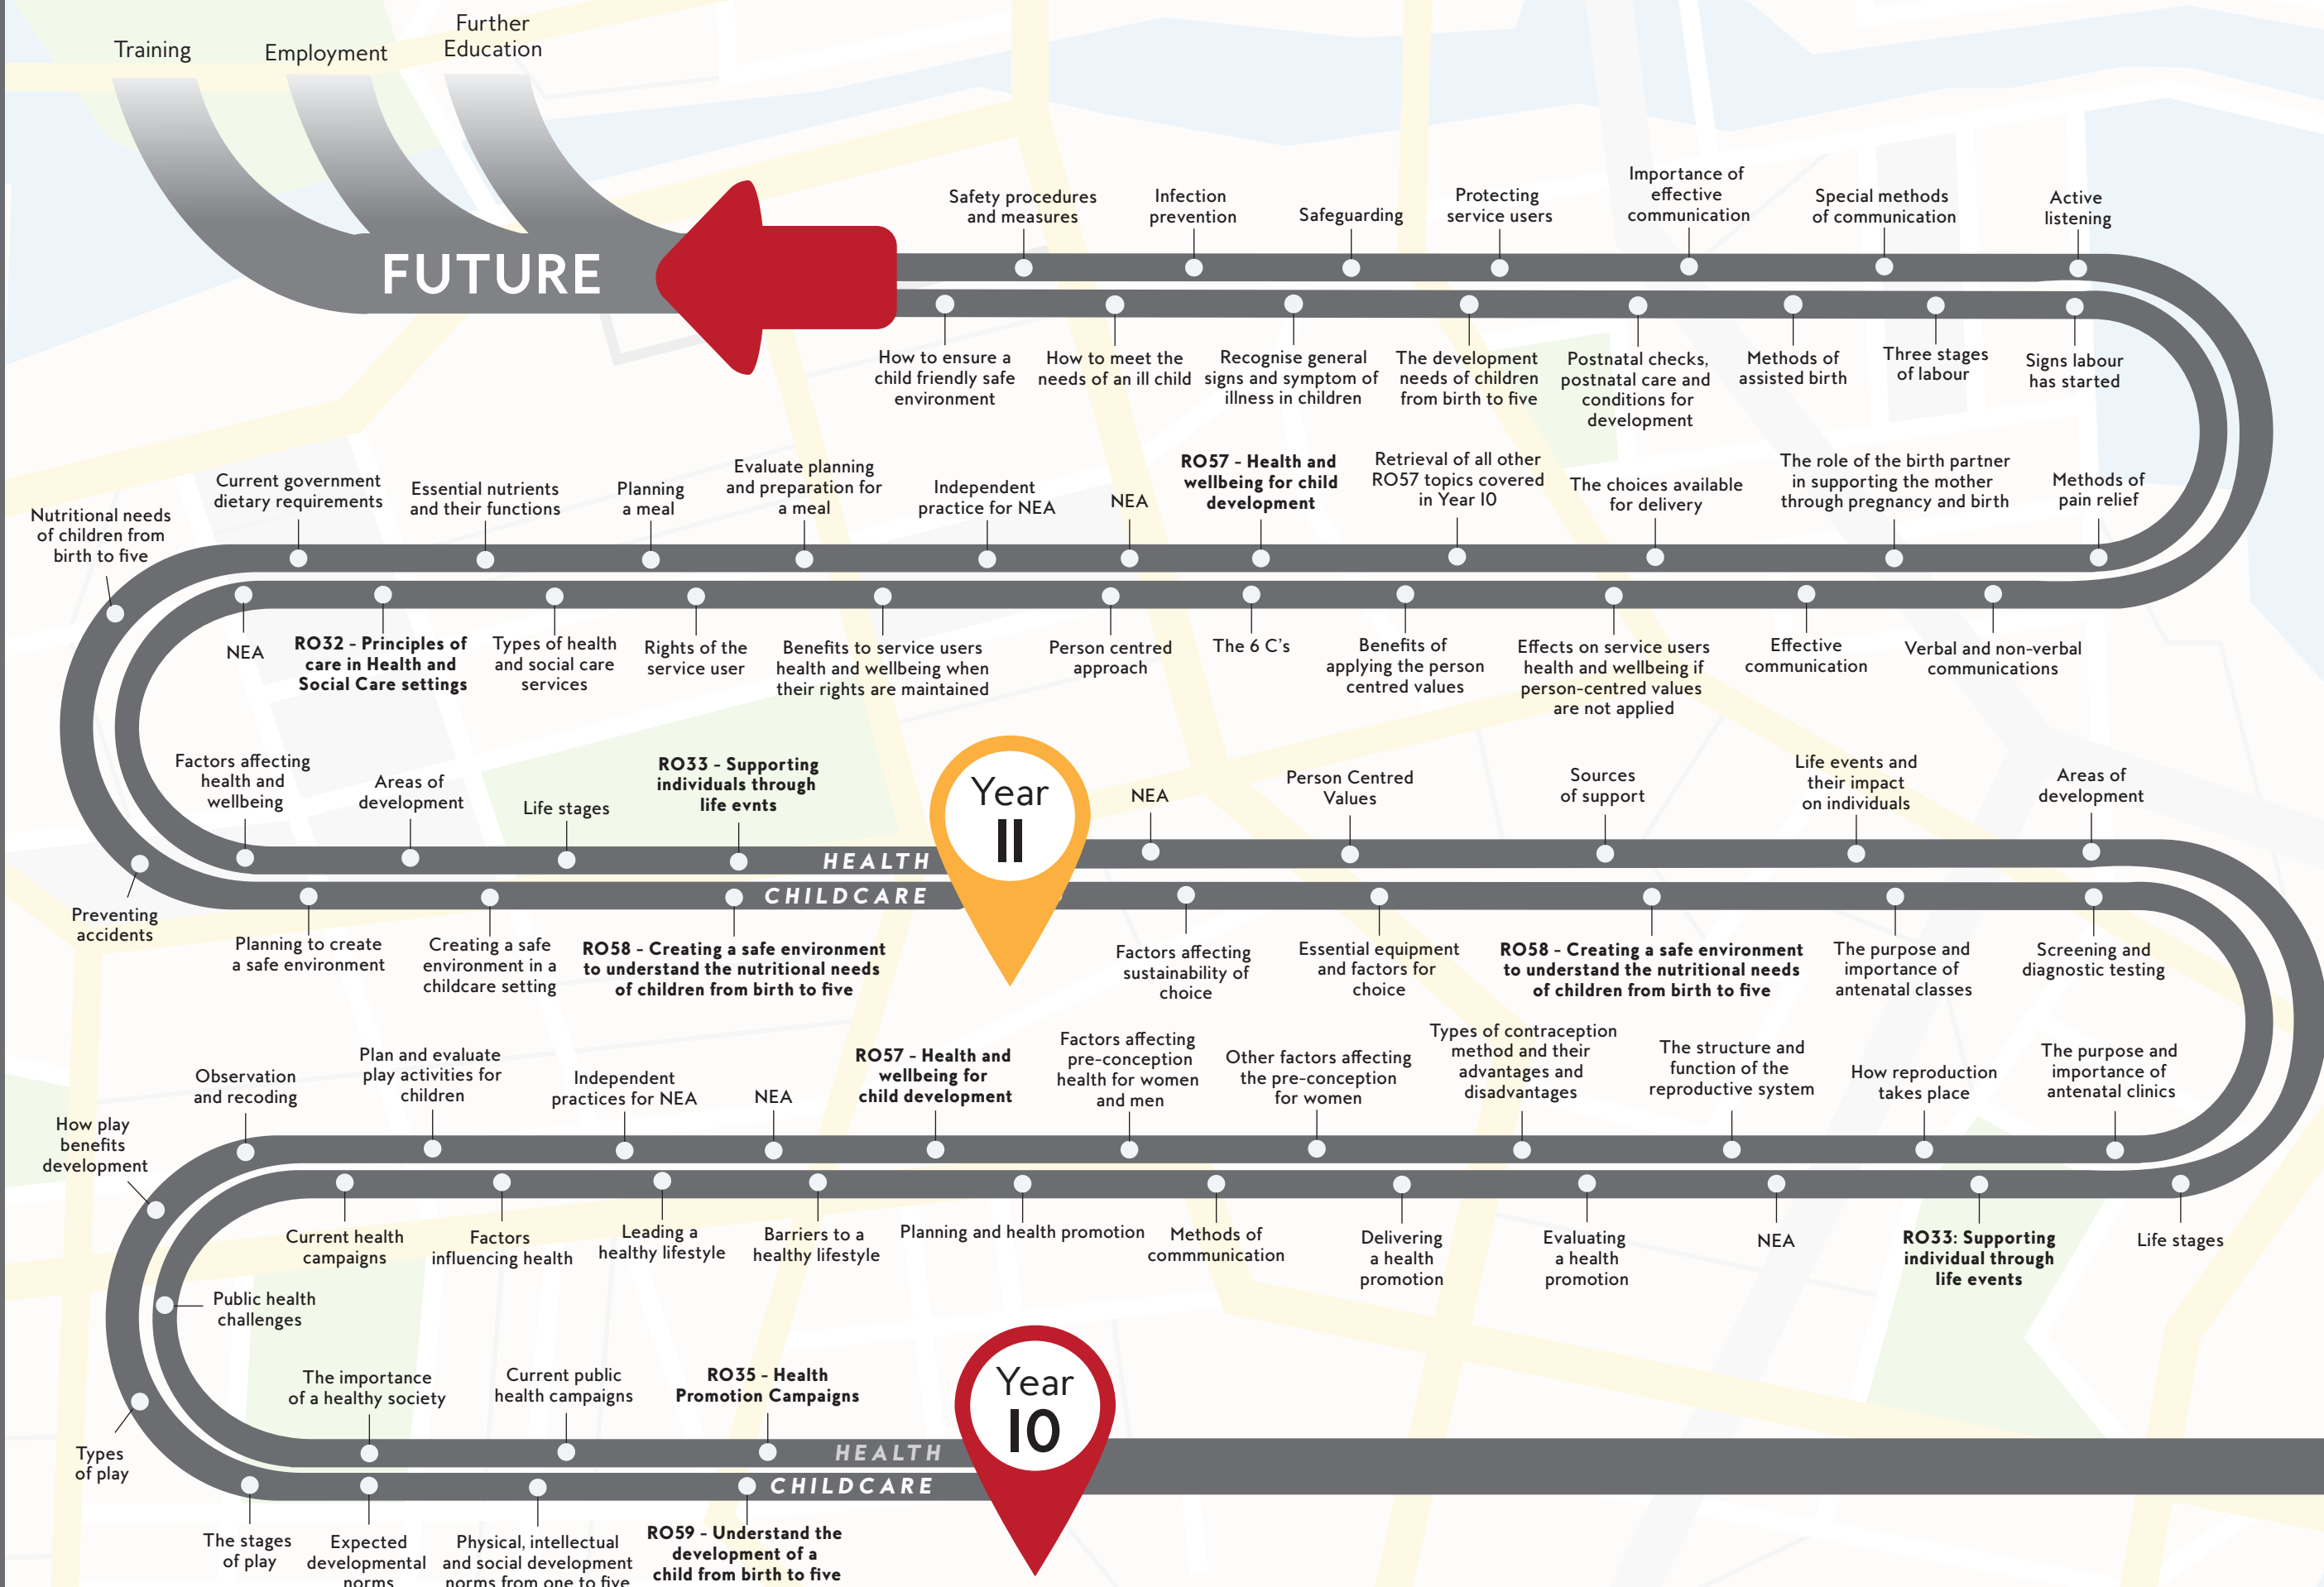 Training
Employment
Further
Education
FUTURE
Safety procedures
and measures
Infection
prevention
Safeguarding
Protecting
service users
Importance of
effective
communication
Special methods
of communication
Active
listening
How to ensure a
child friendly safe
environment
How to meet the
needs of an ill child
Recognise general
signs and symptom of
illness in children
The development
needs of children
from birth to five
Postnatal checks,
postnatal care and
conditions for
development
Methods of
assisted birth
Three stages
of labour
Signs labour
has started
Nutritional needs
of children from
birth to five
Current government
dietary requirements
Essential nutrients
and their functions
Planning
a meal
Evaluate planning
and preparation for
a meal
Independent
practice for NEA
NEA
RO57 - Health and
wellbeing for child
development
Retrieval of all other
RO57 topics covered
in Year 10
The choices available
for delivery
The role of the birth partner
in supporting the mother
through pregnancy and birth
Methods of
pain relief
NEA
RO32 - Principles of
care in Health and
Social Care settings
Types of health
and social care
services
Rights of the
service user
Benefits to service users
health and wellbeing when
their rights are maintained
Person centred
approach
The 6 C's
Benefits of
applying the person
centred values
Effects on service users
health and wellbeing if
person-centred values
are not applied
Effective
communication
Verbal and non-verbal
communications
Factors affecting
health and
wellbeing
Areas of
development
Life stages
RO33 - Supporting
individuals through
life evnts
HEALTH
CHILDCARE
Year
11
NEA
Person Centred
Values
Sources
of support
Life events and
their impact
on individuals
Areas of
development
Preventing
accidents
Planning to create
a safe environment
Creating a safe
environment in a
childcare setting
RO58 - Creating a safe environment
to understand the nutritional needs
of children from birth to five
Factors affecting
sustainability of
choice
Essential equipment
and factors for
choice
RO58 - Creating a safe environment
to understand the nutritional needs
of children from birth to five
The purpose and
importance of
antenatal classes
Screening and
diagnostic testing
How play
benefits
development
Observation
and recoding
Plan and evaluate
play activities for
children
Independent
practices for NEA
NEA
RO57 - Health and
wellbeing for
child development
Factors affecting
pre-conception
health for women
and men
Other factors affecting
the pre-conception
for women
Types of contraception
method and their
advantages and
disadvantages
The structure and
function of the
reproductive system
How reproduction
takes place
The purpose and
importance of
antenatal clinics
Current health
campaigns
Factors
influencing health
Leading a
healthy lifestyle
Barriers to a
healthy lifestyle
Planning and health promotion
Methods of
commmunication
Delivering
a health
promotion
Evaluating
a health
promotion
NEA
RO33: Supporting
individual through
life events
Life stages
Public health
challenges
The importance
of a healthy society
Current public
health campaigns
RO35 - Health
Promotion Campaigns
HEALTH
CHILDCARE
Year
10
Types
of play
The stages
of play
Expected
developmental
norms
Physical, intellectual
and social development
norms from one to five
RO59 - Understand the
development of a
child from birth to five